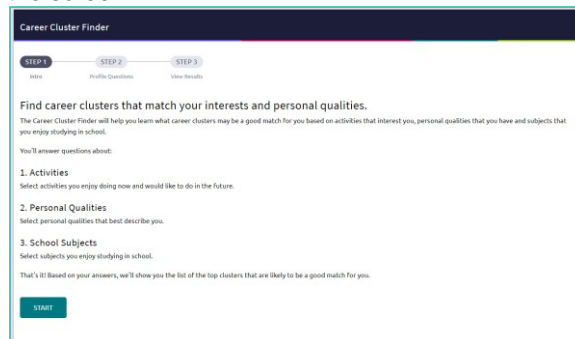 Career Cluster Finder
STEP 1 STEP 2 STEP 3
Intro Profile Questions View Results
Find career clusters that match your interests and personal qualities.
The Career Cluster Finder will help you learn what career clusters may be a good match for you based on activities that interest you, personal qualities that you have and subjects that
you enjoy studying in school.
You'll answer questions about:
1. Activities
Select activities you enjoy doing now and would like to do in the future.
2. Personal Qualities
Select personal qualities that best describe you.
3. School Subjects
Select subjects you enjoy studying in school.
That's it! Based on your answers, we'll show you the list of the top clusters that are likely to be a good match for you.
START